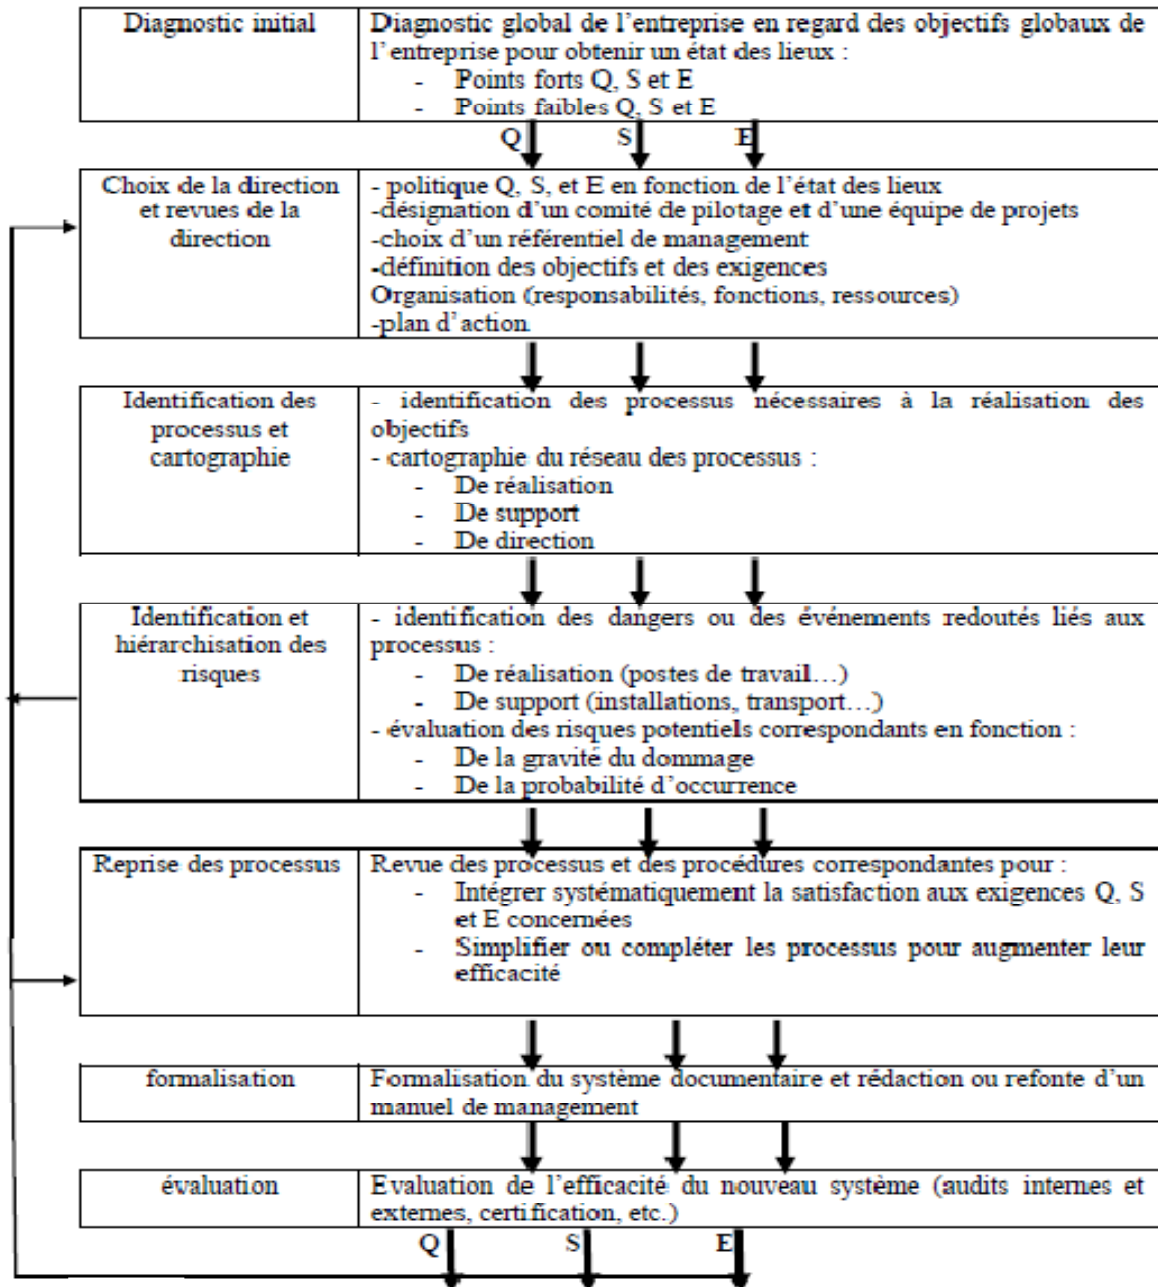 Diagnostic initial
Diagnostic global de l'entreprise en regard des objectifs globaux de
l'entreprise pour obtenir un état des lieux :
- Points forts Q, S et E
- Points faibles Q, S et E
Q S E
Choix de la direction
et revues de la
direction
- politique Q, S, et E en fonction de l'état des lieux
-désignation d'un comité de pilotage et d'une équipe de projets
-choix d'un référentiel de management
-définition des objectifs et des exigences
Organisation (responsabilités, fonctions, ressources)
-plan d'action
Identification des
processus et
cartographie
- identification des processus nécessaires à la réalisation des
objectifs
- cartographie du réseau des processus :
- De réalisation
- De support
- De direction
Identification et
hiérarchisation des
risques
- identification des dangers ou des événements redoutés liés aux
processus :
- De réalisation (postes de travail…)
- De support (installations, transport…)
- évaluation des risques potentiels correspondants en fonction :
- De la gravité du dommage
- De la probabilité d'occurrence
Reprise des processus
Revue des processus et des procédures correspondantes pour :
- Intégrer systématiquement la satisfaction aux exigences Q, S
et E concernées
- Simplifier ou compléter les processus pour augmenter leur
efficacité
formalisation
Formalisation du système documentaire et rédaction ou refonte d'un
manuel de management
évaluation
Evaluation de l'efficacité du nouveau système (audits internes et
externes, certification, etc.)
Q S E